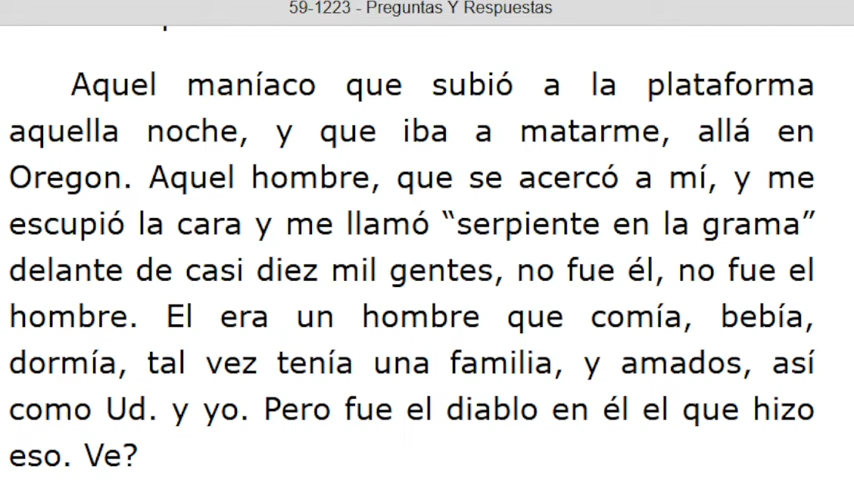 59-1223 - Preguntas Y Respuestas
Aquel maníaco que subió a la plataforma
aquella noche, y que iba a matarme, allá en
Oregon. Aquel hombre, que se acercó a mí, y me
escupió la cara y me llamó “serpiente en la grama”
delante de casi diez mil gentes, no fue él, no fue el
hombre. El era un hombre que comía, bebía,
dormía, tal vez tenía una familia, y amados, así
como Ud. y yo. Pero fue el diablo en él el que hizo
eso. Ve?